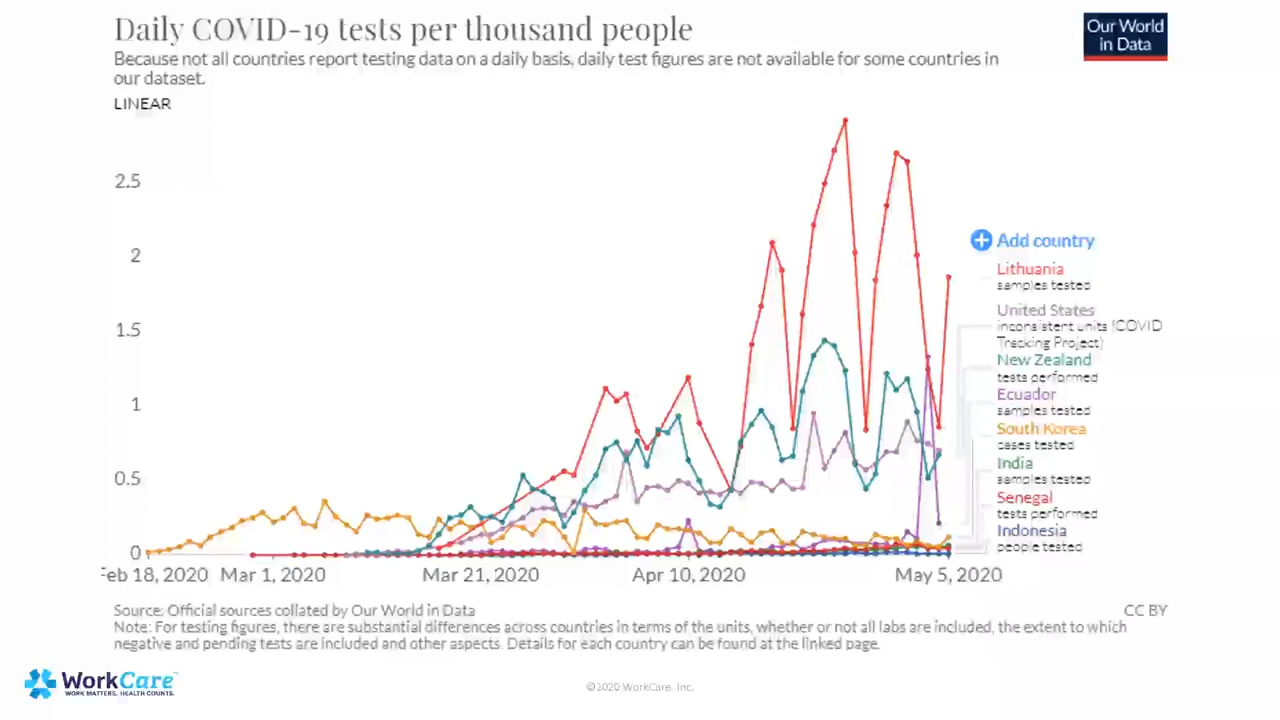 Daily COVID-19 tests per thousand people
Our World
in Data
Because not all countries report testing data on a daily basis, daily test figures are not available for some countries in
our dataset.
LINEAR
2.5
2
1.5
1
0.5
0
Feb 18, 2020
Mar 1, 2020
Mar 21, 2020
Apr 10, 2020
May 5, 2020
Add country
Lithuania
samples tested
United States
inconsistent units (COVID
Tracking Project)
New Zealand
tests performed
Ecuador
samples tested
South Korea
cases tested
India
samples tested
Senegal
tests performed
Indonesia
people tested
Source: Official sources collated by Our World in Data
CC BY
Note: For testing figures, there are substantial differences across countries in terms of the units, whether or not all labs are included, the extent to which
negative and pending tests are included and other aspects. Details for each country can be found at the linked page.
WorkCare
WORK MATTERS. HEALTH COUNTS.
©2020 WorkCare, Inc.